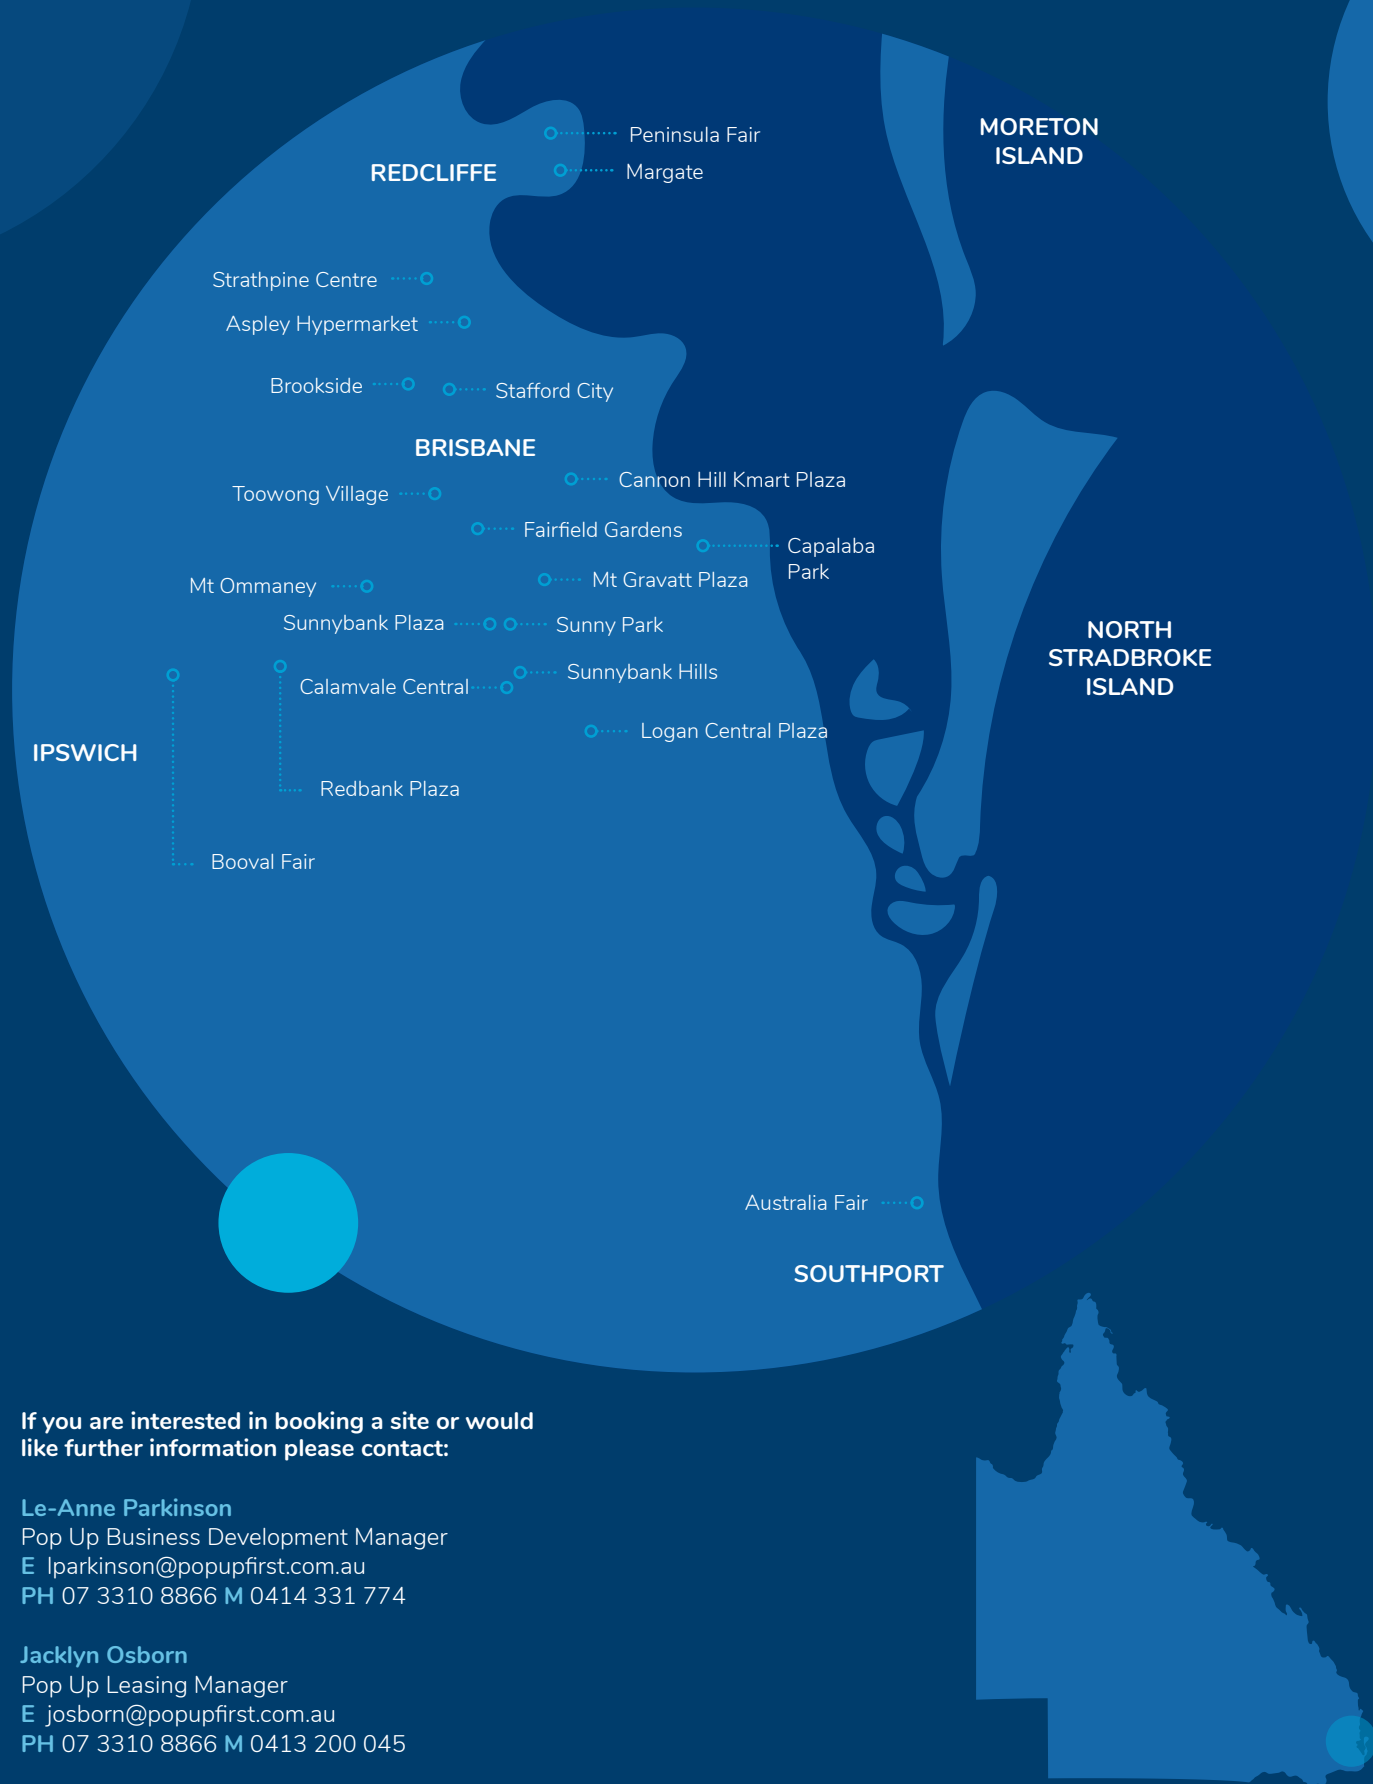 MORETON
ISLAND
Peninsula Fair
REDCLIFFE
Margate
Strathpine Centre
Aspley Hypermarket
Brookside
Stafford City
BRISBANE
Cannon Hill Kmart Plaza
Toowong Village
Fairfield Gardens
Capalaba
Park
Mt Ommaney
Mt Gravatt Plaza
Sunnybank Plaza
Sunny Park
NORTH
STRADBROKE
ISLAND
Sunnybank Hills
Calamvale Central
Logan Central Plaza
IPSWICH
Redbank Plaza
Booval Fair
Australia Fair
SOUTHPORT
If you are interested in booking a site or would
like further information please contact:
Le-Anne Parkinson
Pop Up Business Development Manager
E lparkinson@popupfirst.com.au
PH 07 3310 8866 M 0414 331 774
Jacklyn Osborn
Pop Up Leasing Manager
E josborn@popupfirst.com.au
PH 07 3310 8866 M 0413 200 045